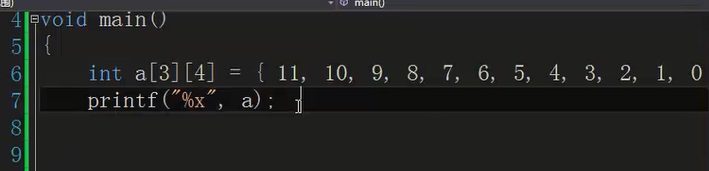 main()
4 void main()
5 {
6 int a[3][4] = { 11, 10, 9, 8, 7, 6, 5, 4, 3, 2, 1, 0
7 printf("%x", a);
8
9